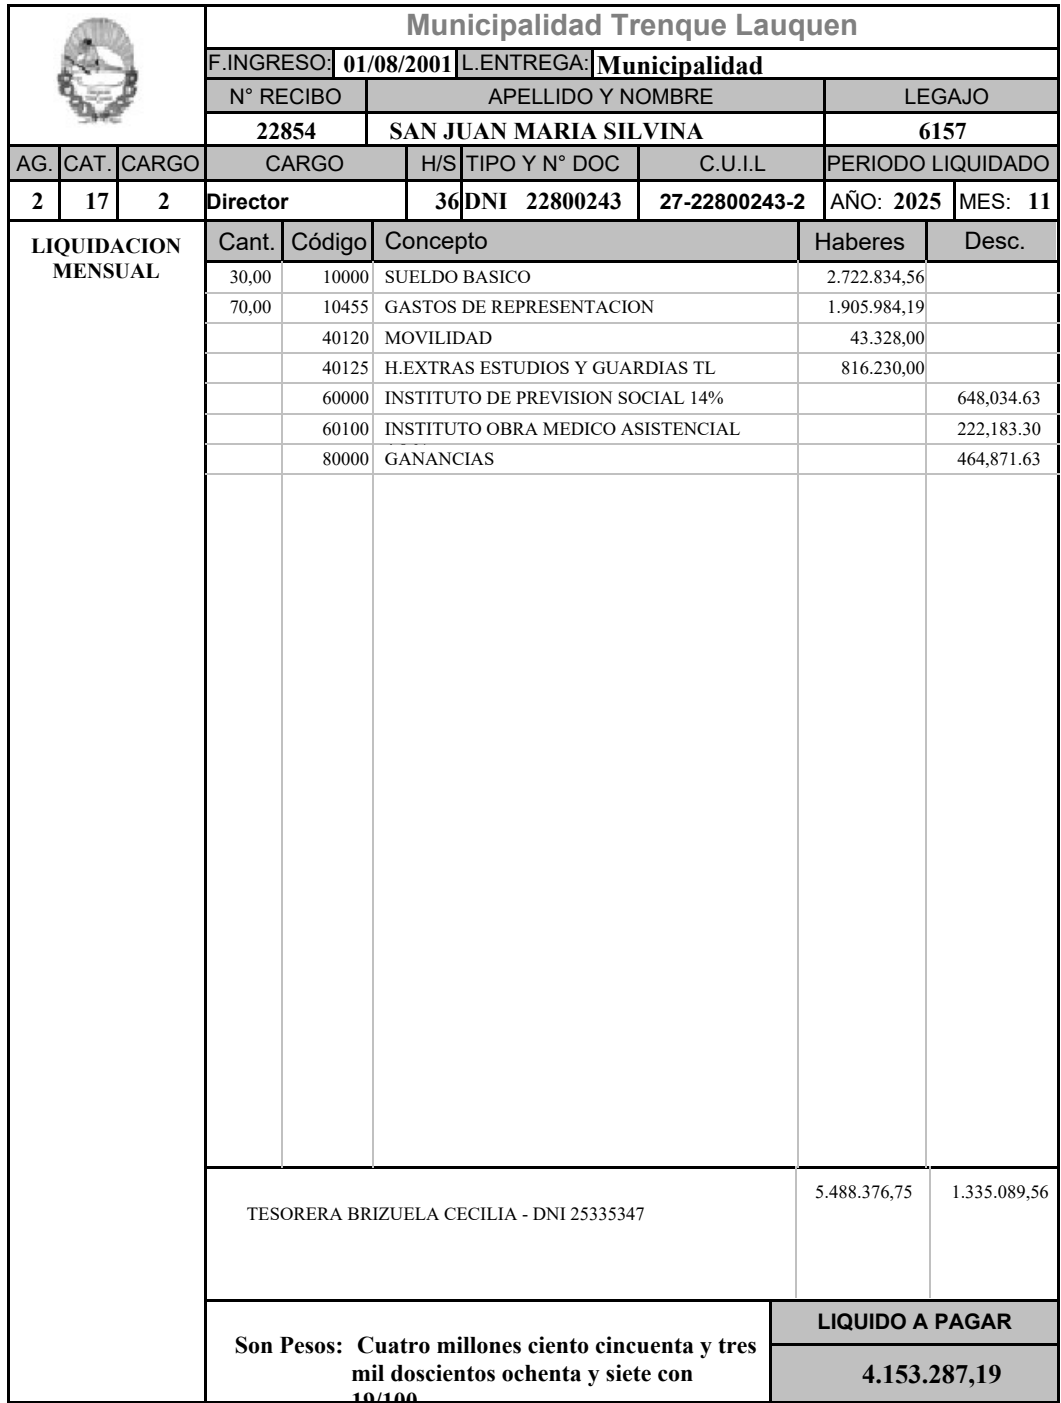 Municipalidad Trenque Lauquen
F.INGRESO: 01/08/2001 L.ENTREGA: Municipalidad
N° RECIBO APELLIDO Y NOMBRE LEGAJO
22854 SAN JUAN MARIA SILVINA 6157
AG. CAT. CARGO CARGO H/S TIPO Y N° DOC C.U.I.L PERIODO LIQUIDADO
2 17 2 Director 36 DNI 22800243 27-22800243-2 AÑO: 2025 MES: 11
LIQUIDACION
MENSUAL
Cant. Código Concepto Haberes Desc.
30,00 10000 SUELDO BASICO 2.722.834,56
70,00 10455 GASTOS DE REPRESENTACION 1.905.984,19
40120 MOVILIDAD 43.328,00
40125 H.EXTRAS ESTUDIOS Y GUARDIAS TL 816.230,00
60000 INSTITUTO DE PREVISION SOCIAL 14% 648,034.63
60100 INSTITUTO OBRA MEDICO ASISTENCIAL 222,183.30
80000 GANANCIAS 464,871.63
5.488.376,75 1.335.089,56
TESORERA BRIZUELA CECILIA - DNI 25335347
LIQUIDO A PAGAR
Son Pesos: Cuatro millones ciento cincuenta y tres
mil doscientos ochenta y siete con
19/100
4.153.287,19